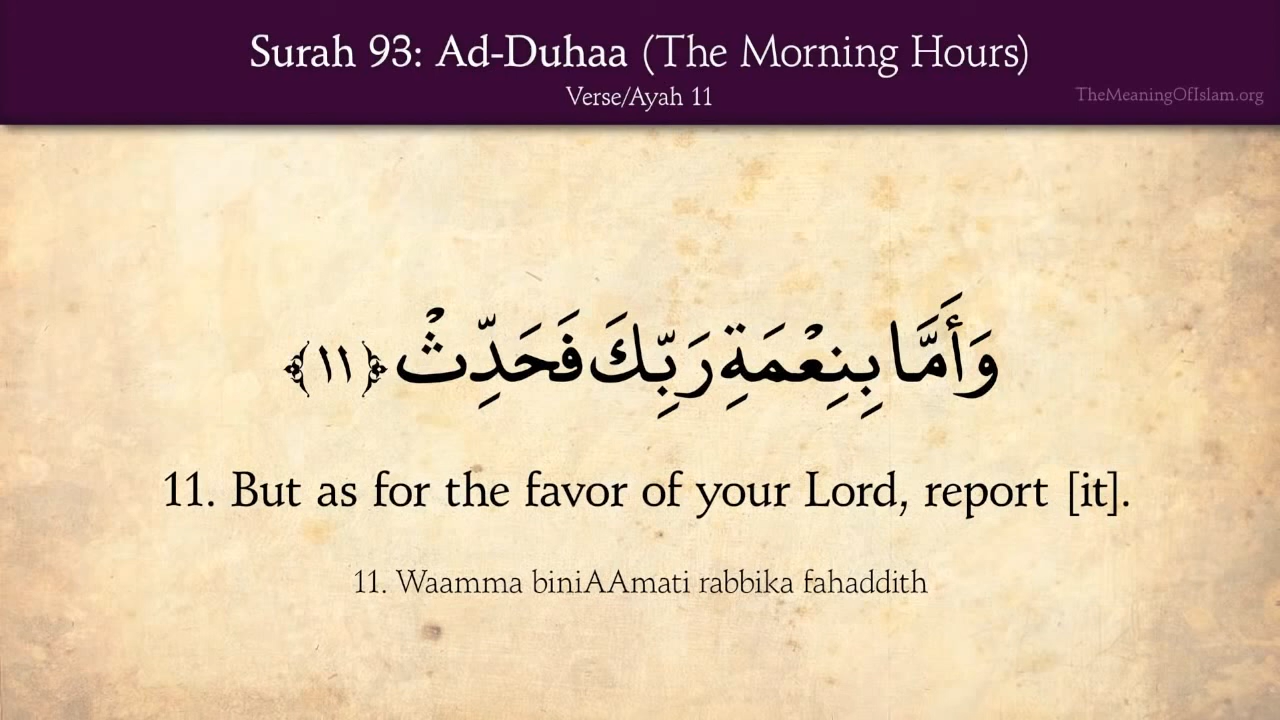 Surah 93: Ad-Duhaa (The Morning Hours)
Verse/Ayah 11
TheMeaningOfIslam.org
وَأَمَّا بِنِعْمَةِ رَبِّكَ فَحَدِّثْ ﴿١١﴾
11. But as for the favor of your Lord, report [it].
11. Waamma biniAAmati rabbika fahaddith